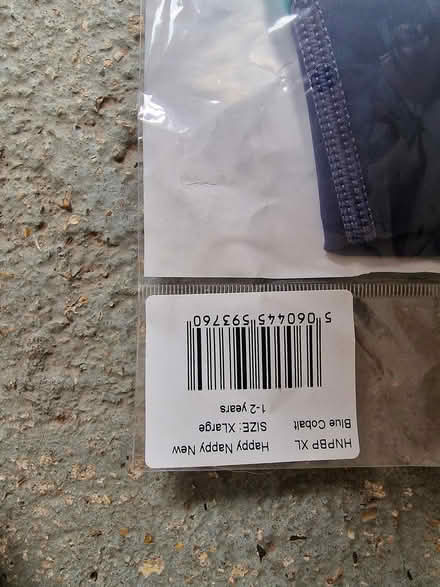 HNPBP XL Happy Nappy New
Blue Cobalt SIZE: XLarge
1-2 years
5 060445 593760